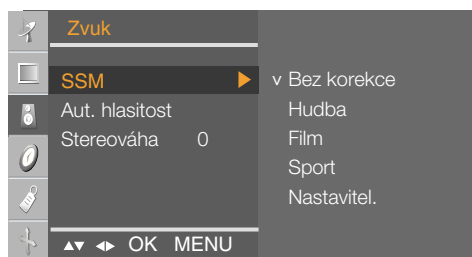 Zvuk
SSM
Aut. hlasitost
Stereováha 0
v Bez korekce
Hudba
Film
Sport
Nastavitel.
OK MENU